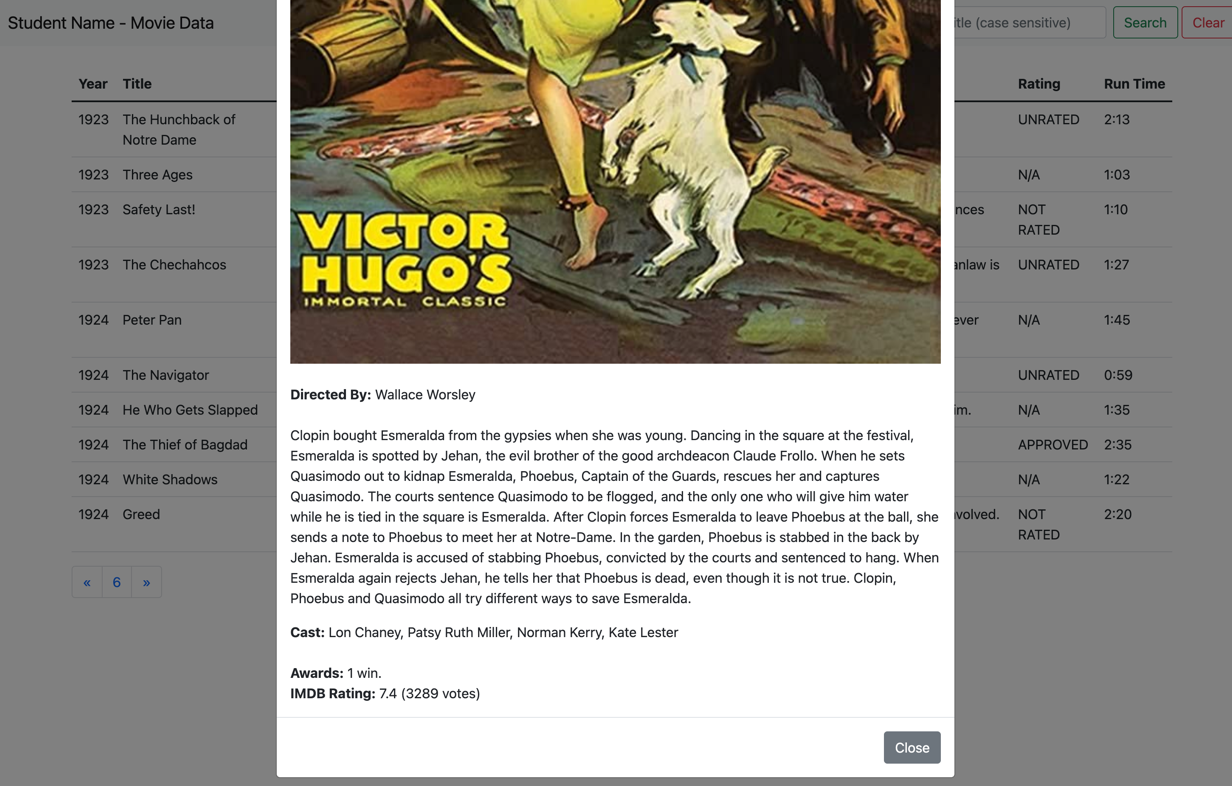 Student Name - Movie Data
itle (case sensitive)
Search
Clear
Year Title Rating Run Time
1923 The Hunchback of Notre Dame UNRATED 2:13
1923 Three Ages N/A 1:03
1923 Safety Last! nces NOT RATED 1:10
1923 The Chechahcos anlaw is UNRATED 1:27
1924 Peter Pan ever N/A 1:45
1924 The Navigator UNRATED 0:59
1924 He Who Gets Slapped im. N/A 1:35
1924 The Thief of Bagdad APPROVED 2:35
1924 White Shadows N/A 1:22
1924 Greed nvolved. NOT RATED 2:20
« 6 »
VICTOR
HUGO'S
IMMORTAL CLASSIC
Directed By: Wallace Worsley
Clopin bought Esmeralda from the gypsies when she was young. Dancing in the square at the festival,
Esmeralda is spotted by Jehan, the evil brother of the good archdeacon Claude Frollo. When he sets
Quasimodo out to kidnap Esmeralda, Phoebus, Captain of the Guards, rescues her and captures
Quasimodo. The courts sentence Quasimodo to be flogged, and the only one who will give him water
while he is tied in the square is Esmeralda. After Clopin forces Esmeralda to leave Phoebus at the ball, she
sends a note to Phoebus to meet her at Notre-Dame. In the garden, Phoebus is stabbed in the back by
Jehan. Esmeralda is accused of stabbing Phoebus, convicted by the courts and sentenced to hang. When
Esmeralda again rejects Jehan, he tells her that Phoebus is dead, even though it is not true. Clopin,
Phoebus and Quasimodo all try different ways to save Esmeralda.
Cast: Lon Chaney, Patsy Ruth Miller, Norman Kerry, Kate Lester
Awards: 1 win.
IMDB Rating: 7.4 (3289 votes)
Close